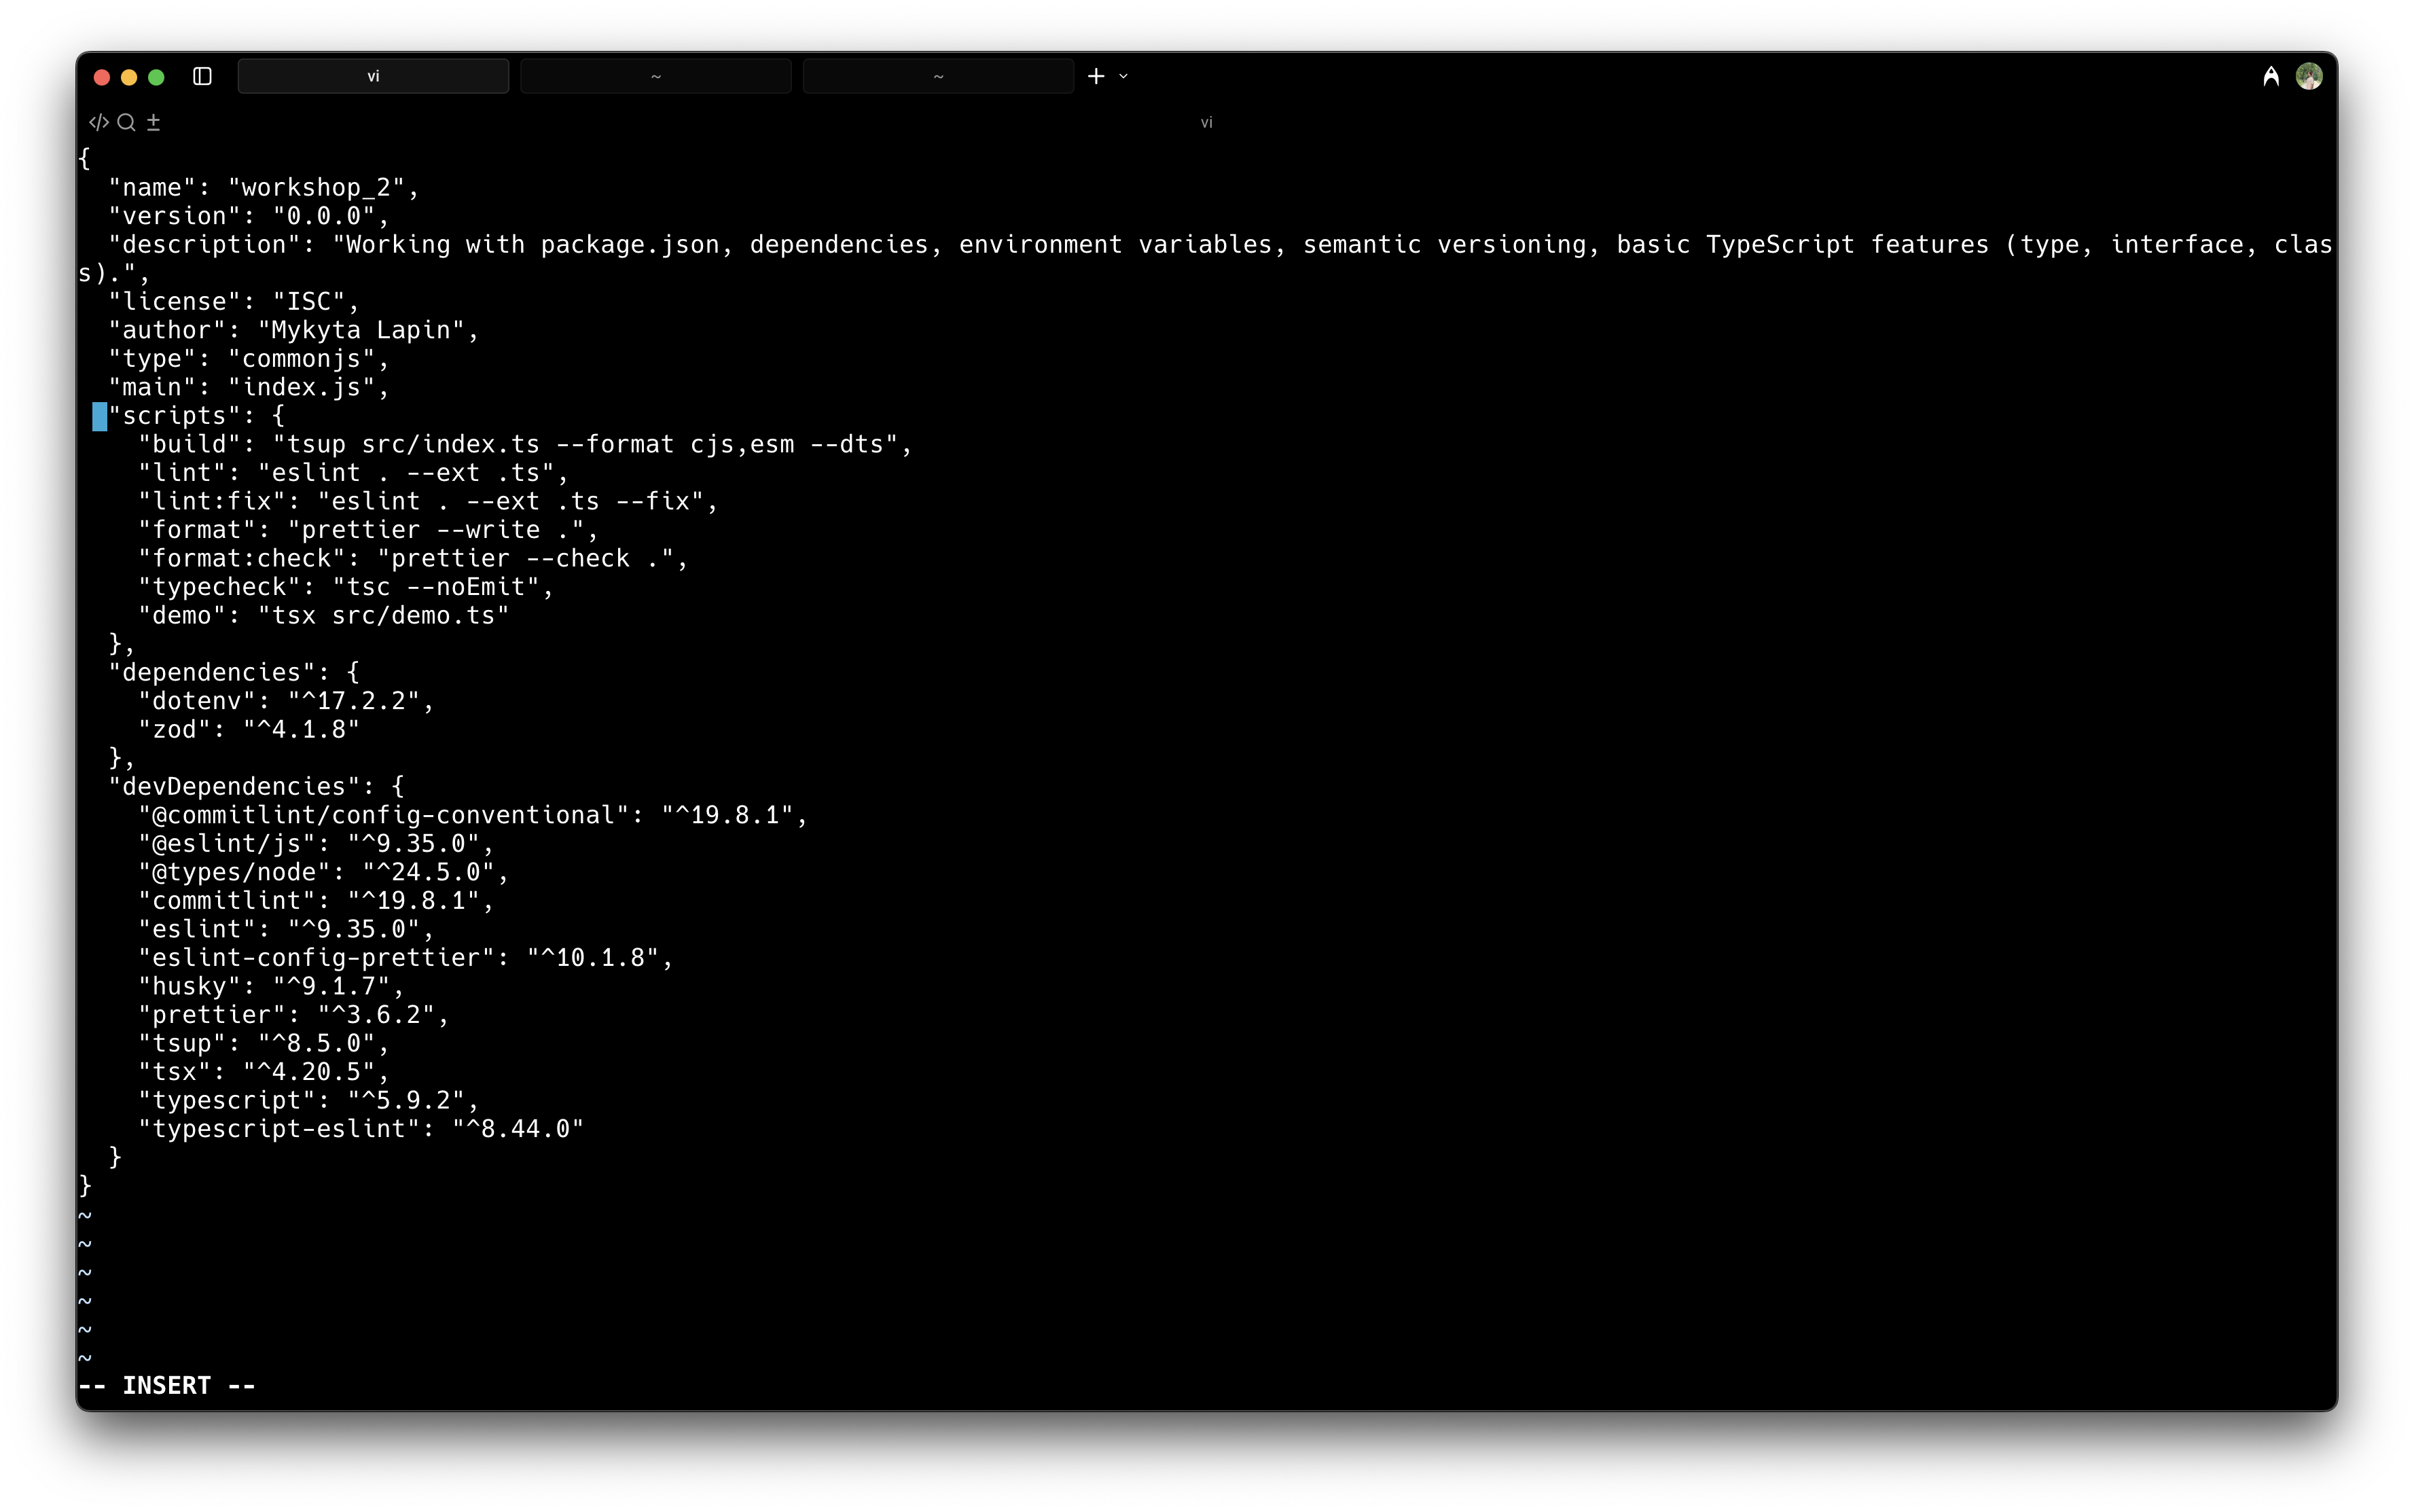 vi
~
~
vi
{
  "name": "workshop_2",
  "version": "0.0.0",
  "description": "Working with package.json, dependencies, environment variables, semantic versioning, basic TypeScript features (type, interface, clas
s).",
  "license": "ISC",
  "author": "Mykyta Lapin",
  "type": "commonjs",
  "main": "index.js",
  "scripts": {
    "build": "tsup src/index.ts --format cjs,esm --dts",
    "lint": "eslint . --ext .ts",
    "lint:fix": "eslint . --ext .ts --fix",
    "format": "prettier --write .",
    "format:check": "prettier --check .",
    "typecheck": "tsc --noEmit",
    "demo": "tsx src/demo.ts"
  },
  "dependencies": {
    "dotenv": "^17.2.2",
    "zod": "^4.1.8"
  },
  "devDependencies": {
    "@commitlint/config-conventional": "^19.8.1",
    "@eslint/js": "^9.35.0",
    "@types/node": "^24.5.0",
    "commitlint": "^19.8.1",
    "eslint": "^9.35.0",
    "eslint-config-prettier": "^10.1.8",
    "husky": "^9.1.7",
    "prettier": "^3.6.2",
    "tsup": "^8.5.0",
    "tsx": "^4.20.5",
    "typescript": "^5.9.2",
    "typescript-eslint": "^8.44.0"
  }
}
~
~
~
~
~
~
-- INSERT --